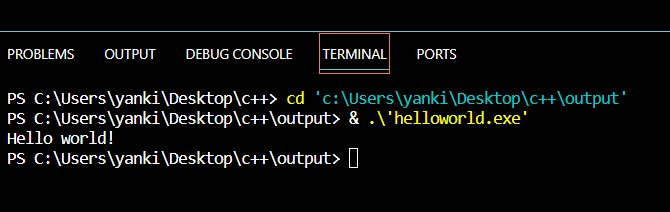 PROBLEMS OUTPUT DEBUG CONSOLE TERMINAL PORTS
PS C:\Users\yanki\Desktop\c++> cd 'c:\Users\yanki\Desktop\c++\output'
PS C:\Users\yanki\Desktop\c++\output> & .\'helloworld.exe'
Hello world!
PS C:\Users\yanki\Desktop\c++\output>